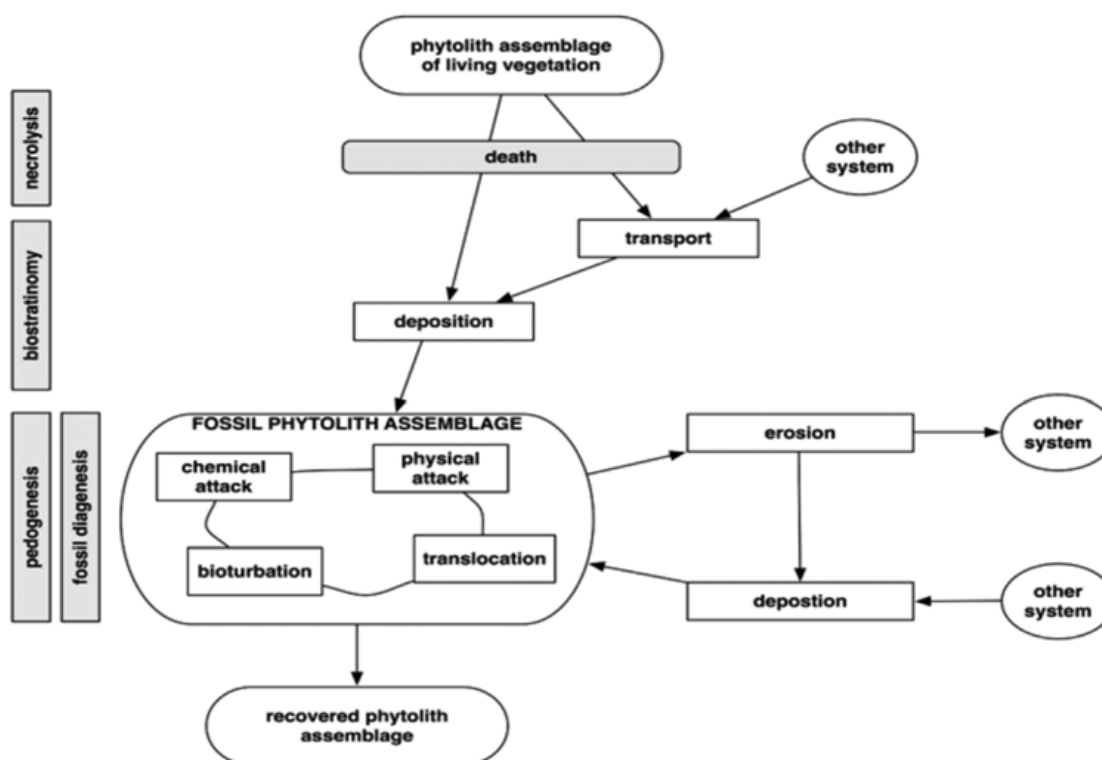 phytolith assemblage
of living vegetation
necrolysis
death
other
system
transport
biostratinomy
deposition
pedogenesis
fossil diagenesis
FOSSIL PHYTOLITH ASSEMBLAGE
chemical
attack
physical
attack
bioturbation
translocation
erosion
other
system
depostion
other
system
recovered phytolith
assemblage